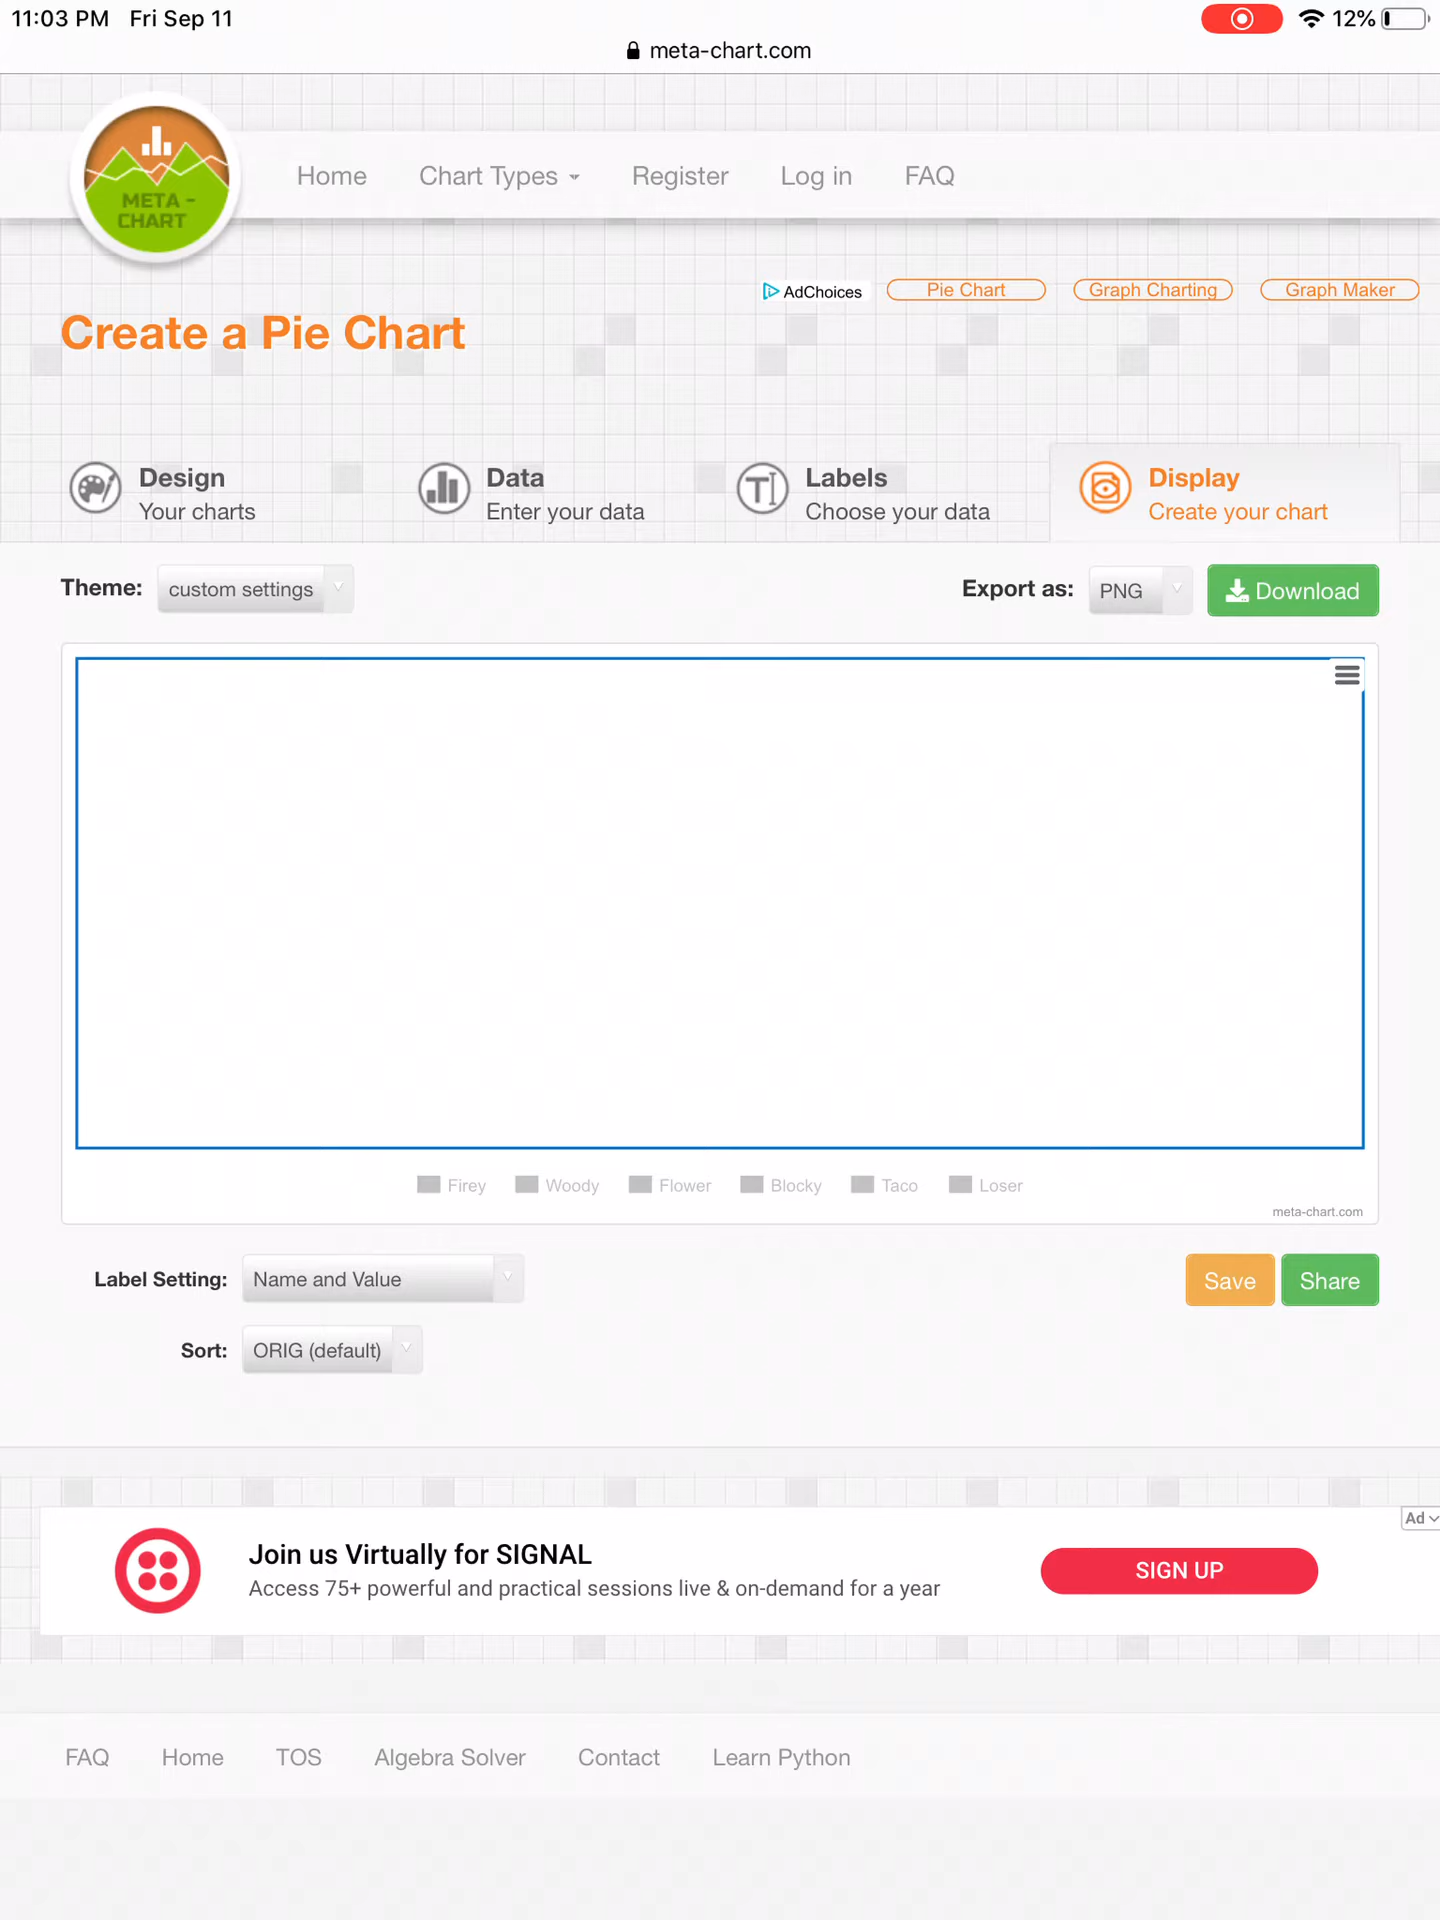 11:03 PM Fri Sep 11
12%
meta-chart.com
META -
CHART
Home Chart Types Register Log in FAQ
AdChoices Pie Chart Graph Charting Graph Maker
Create a Pie Chart
Design Data Labels Display
Your charts Enter your data Choose your data Create your chart
Theme: custom settings Export as: PNG Download
Firey Woody Flower Blocky Taco Loser
meta-chart.com
Label Setting: Name and Value Save Share
Sort: ORIG (default)
Ad
Join us Virtually for SIGNAL
Access 75+ powerful and practical sessions live & on-demand for a year
SIGN UP
FAQ Home TOS Algebra Solver Contact Learn Python